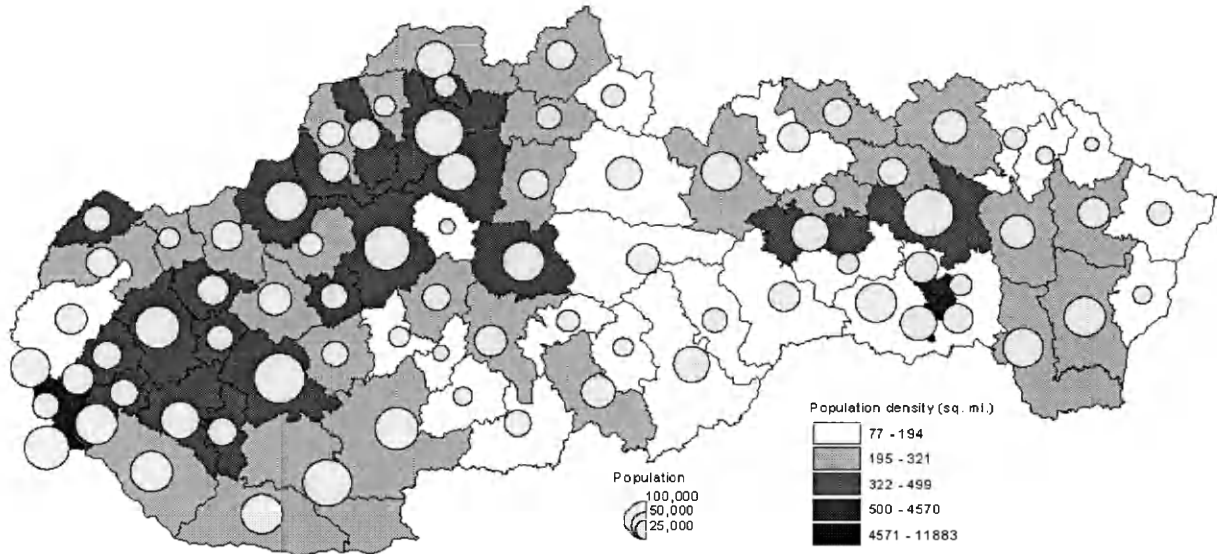 Population
100,000
50,000
25,000
Population density (sq. mi.)
77 - 194
195 - 321
322 - 499
500 - 4570
4571 - 11883